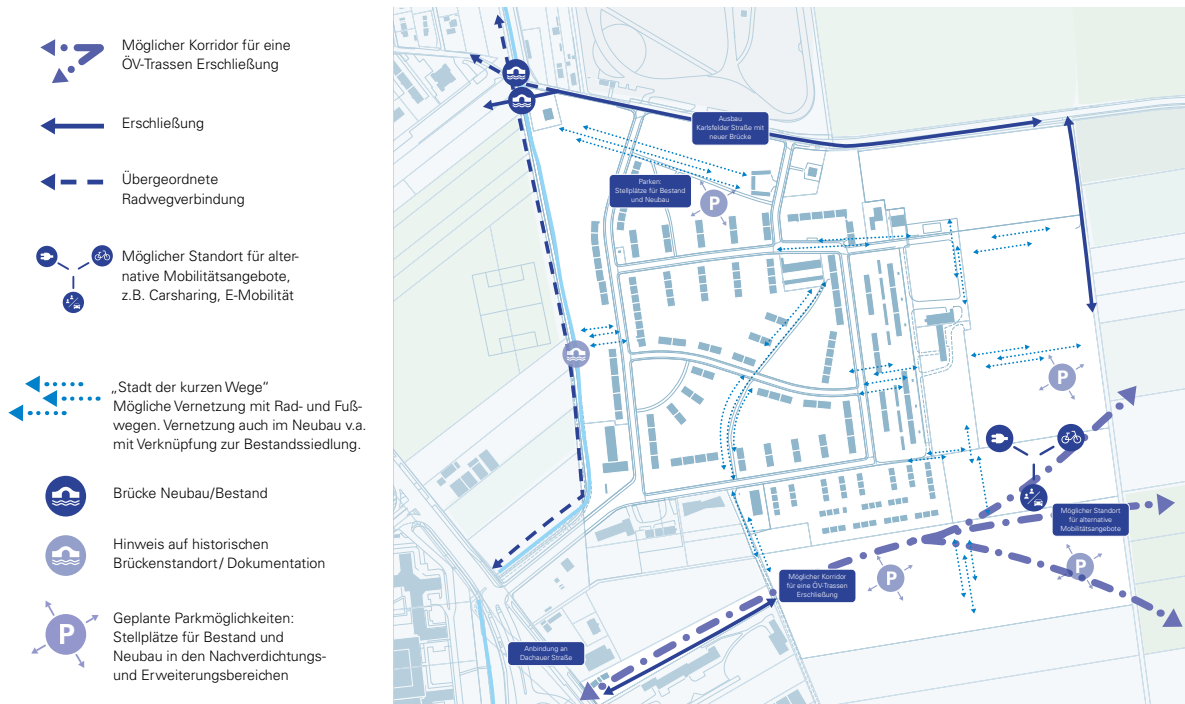 Möglicher Korridor für eine
ÖV-Trassen Erschließung
Erschließung
Übergeordnete
Radwegverbindung
Möglicher Standort für alter-
native Mobilitätsangebote,
z.B. Carsharing, E-Mobilität
„Stadt der kurzen Wege"
Mögliche Vernetzung mit Rad- und Fuß-
wegen. Vernetzung auch im Neubau v.a.
mit Verknüpfung zur Bestandssiedlung.
Brücke Neubau/Bestand
Hinweis auf historischen
Brückenstandort/ Dokumentation
P
Geplante Parkmöglichkeiten:
Stellplätze für Bestand und
Neubau in den Nachverdichtungs-
und Erweiterungsbereichen
Ausbau
Karlsfelder Straße mit
neuer Brücke
Parken:
Stellplätze für Bestand
und Neubau
P
P
Möglicher Standort
für alternative
Mobilitätsangebote
P
P
Möglicher Korridor
für eine ÖV-Trassen
Erschließung
Anbindung an
Dachauer Straße